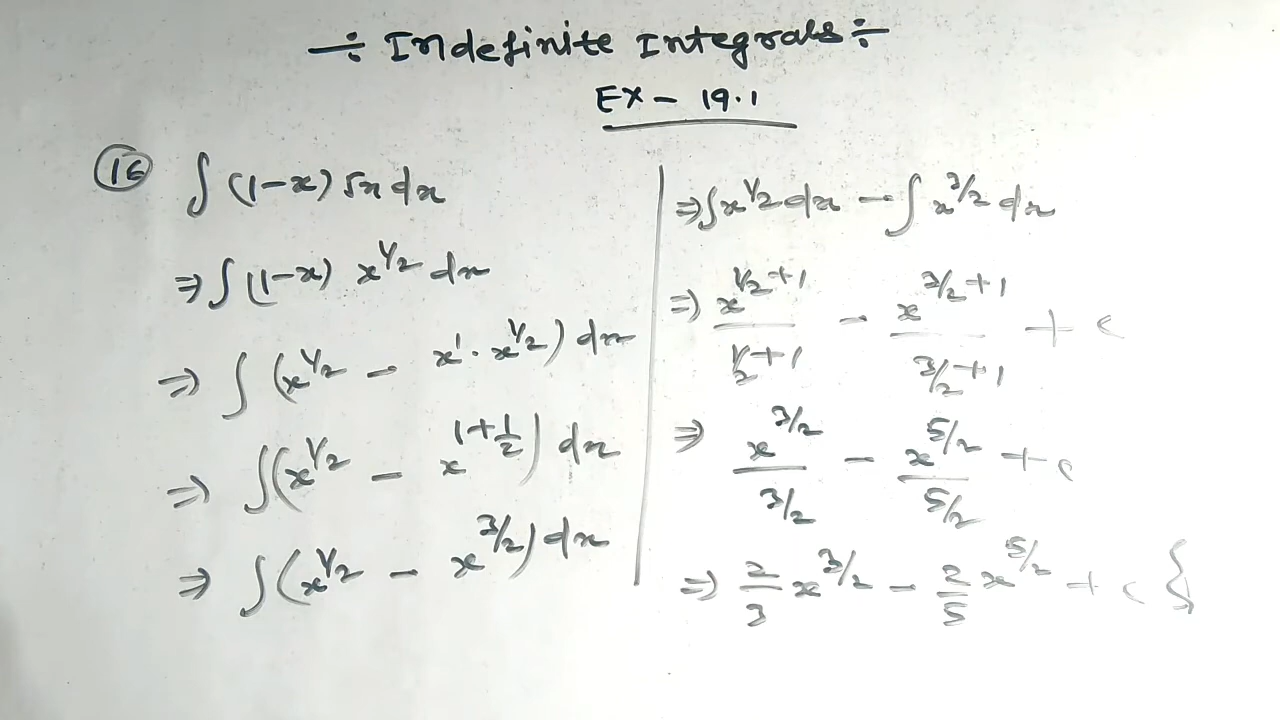 ÷ Indefinite Integrals ÷
EX - 19.1
(16) ∫ (1-x) √x dx
⇒ ∫ (1-x) x^1/2 dx
⇒ ∫ (x^1/2 - x^1 · x^1/2) dx
⇒ ∫ (x^1/2 - x^(1+1/2)) dx
⇒ ∫ (x^1/2 - x^3/2) dx
⇒ ∫ x^1/2 dx - ∫ x^3/2 dx
⇒ x^(1/2+1)/(1/2+1) - x^(3/2+1)/(3/2+1) + c
⇒ x^3/2/(3/2) - x^5/2/(5/2) + c
⇒ 2/3 x^3/2 - 2/5 x^5/2 + c }